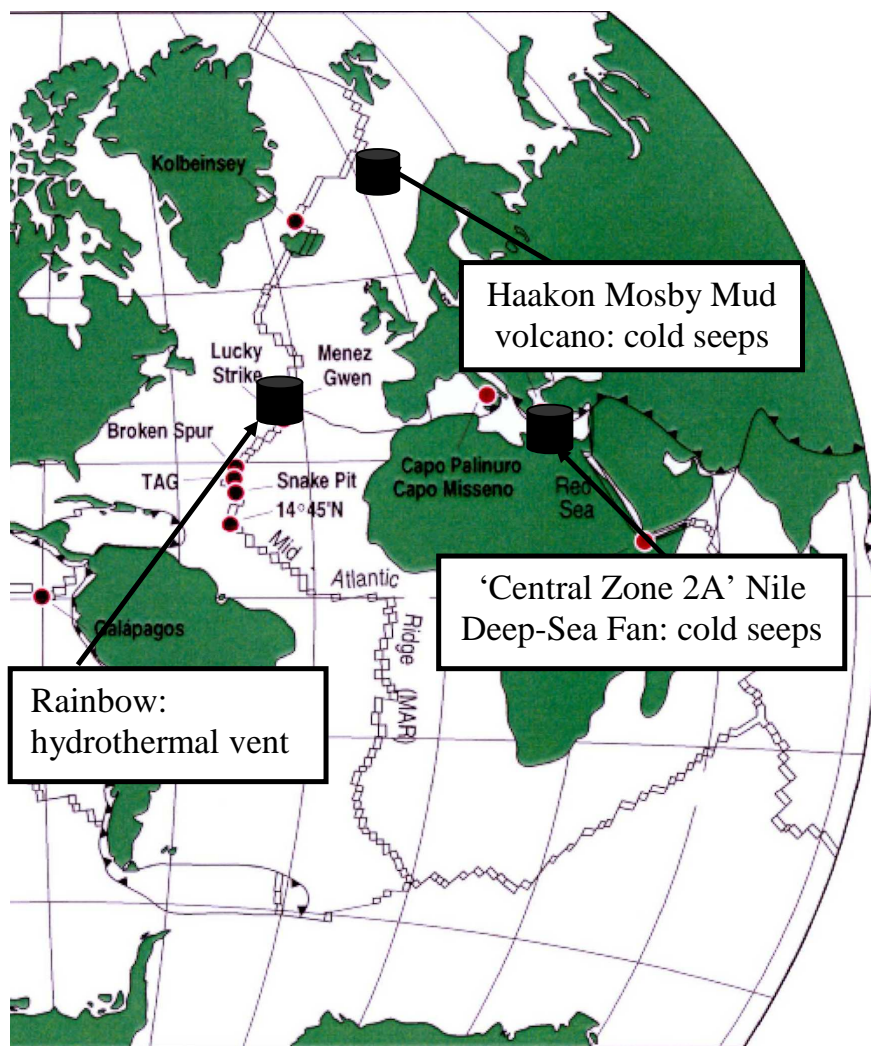 Kolbeinsey
Haakon Mosby Mud
volcano: cold seeps
Lucky
Strike
Menez
Gwen
Broken Spur
TAG
Snake Pit
14°45'N
Capo Palinuro
Capo Misseno
Red
Sea
Mid
Atlantic
Ridge
(MAR)
Galápagos
'Central Zone 2A' Nile
Deep-Sea Fan: cold seeps
Rainbow:
hydrothermal vent